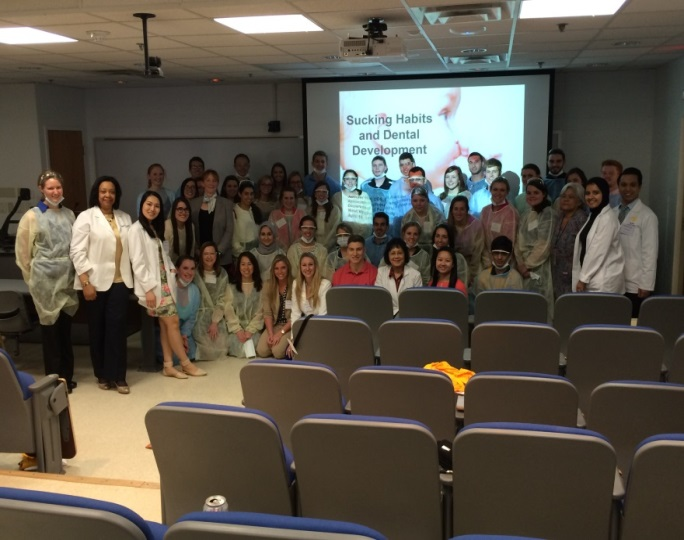 Sucking Habits
and Dental
Development